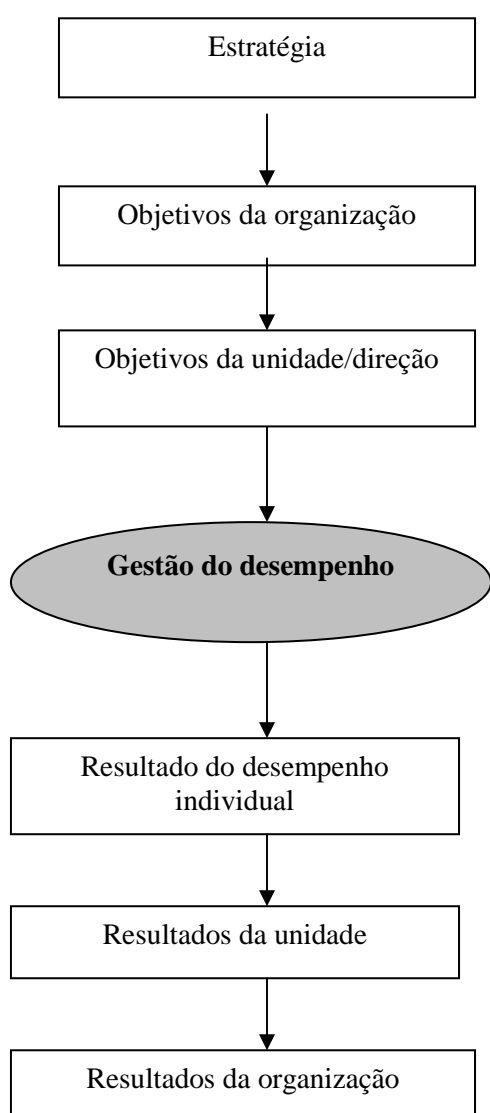 Estratégia
Objetivos da organização
Objetivos da unidade/direção
Gestão do desempenho
Resultado do desempenho
individual
Resultados da unidade
Resultados da organização